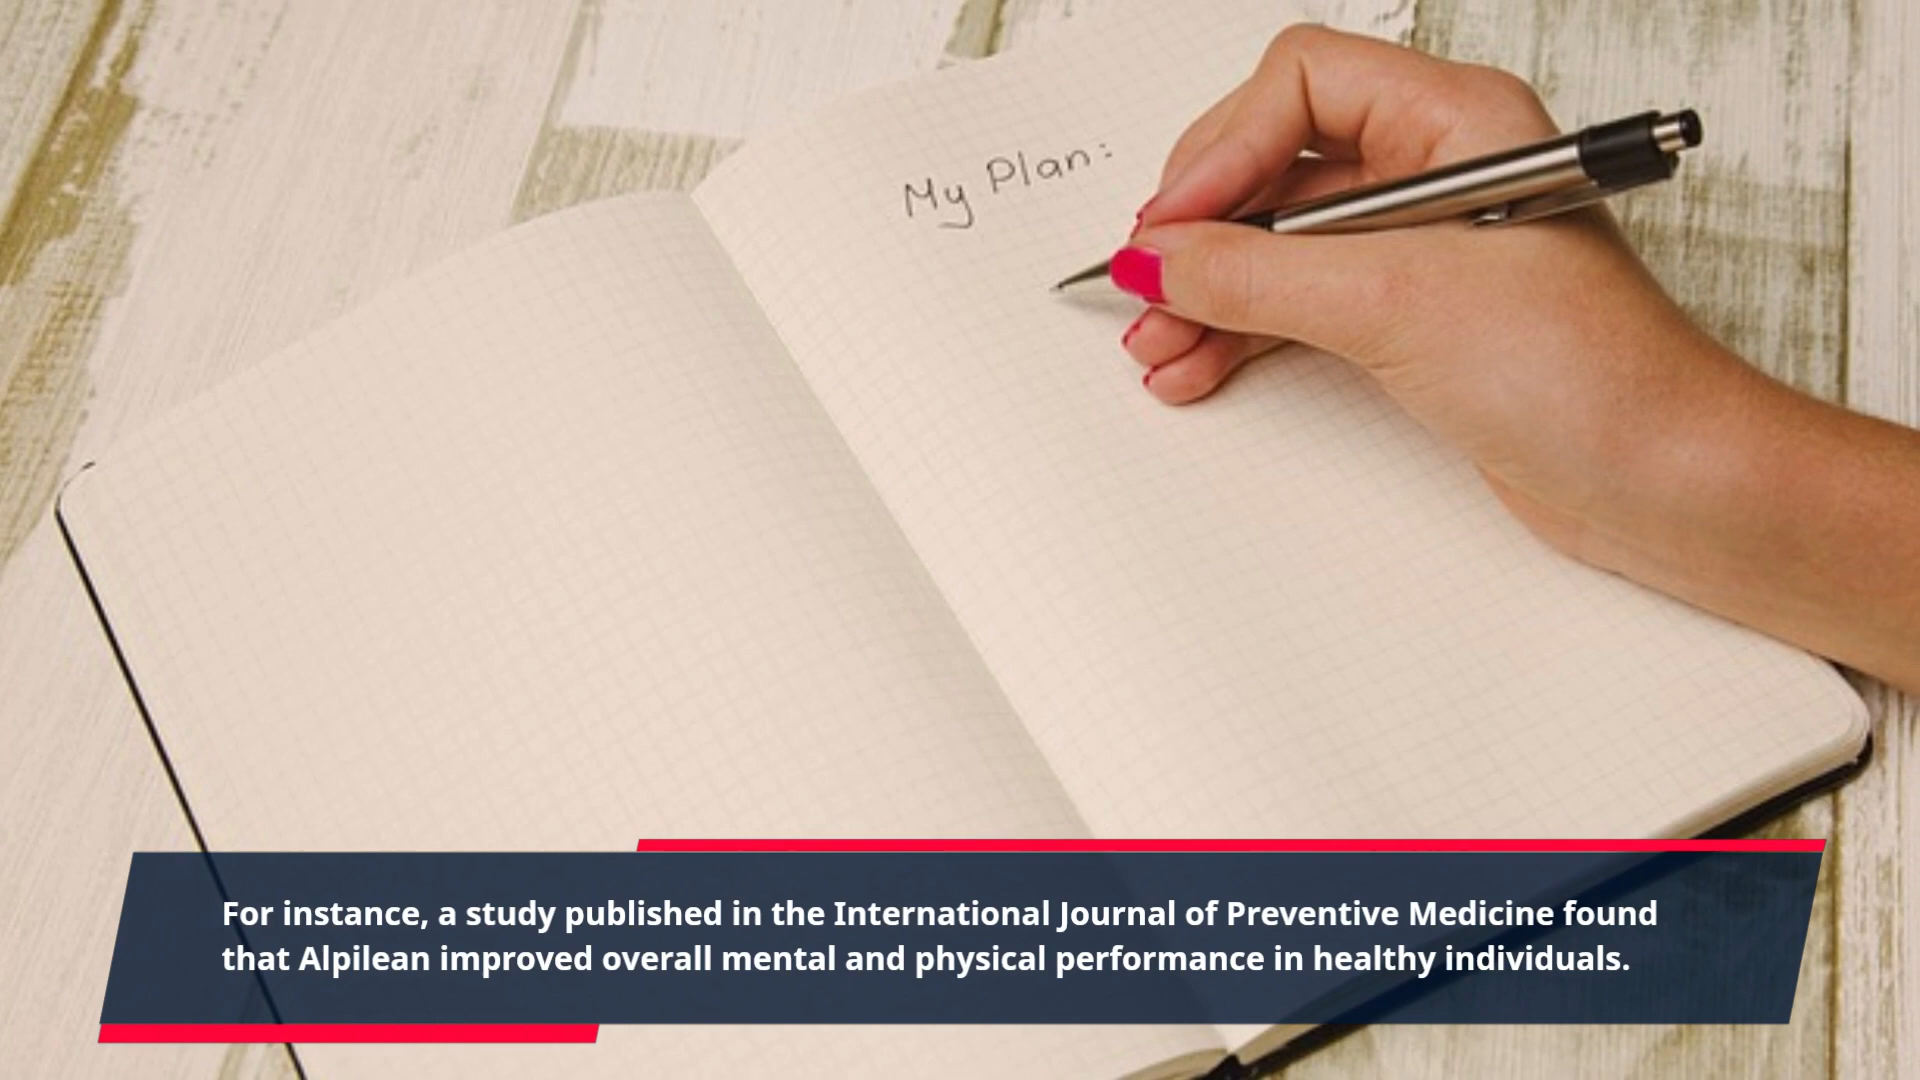 My Plan:
For instance, a study published in the International Journal of Preventive Medicine found
that Alpilean improved overall mental and physical performance in healthy individuals.